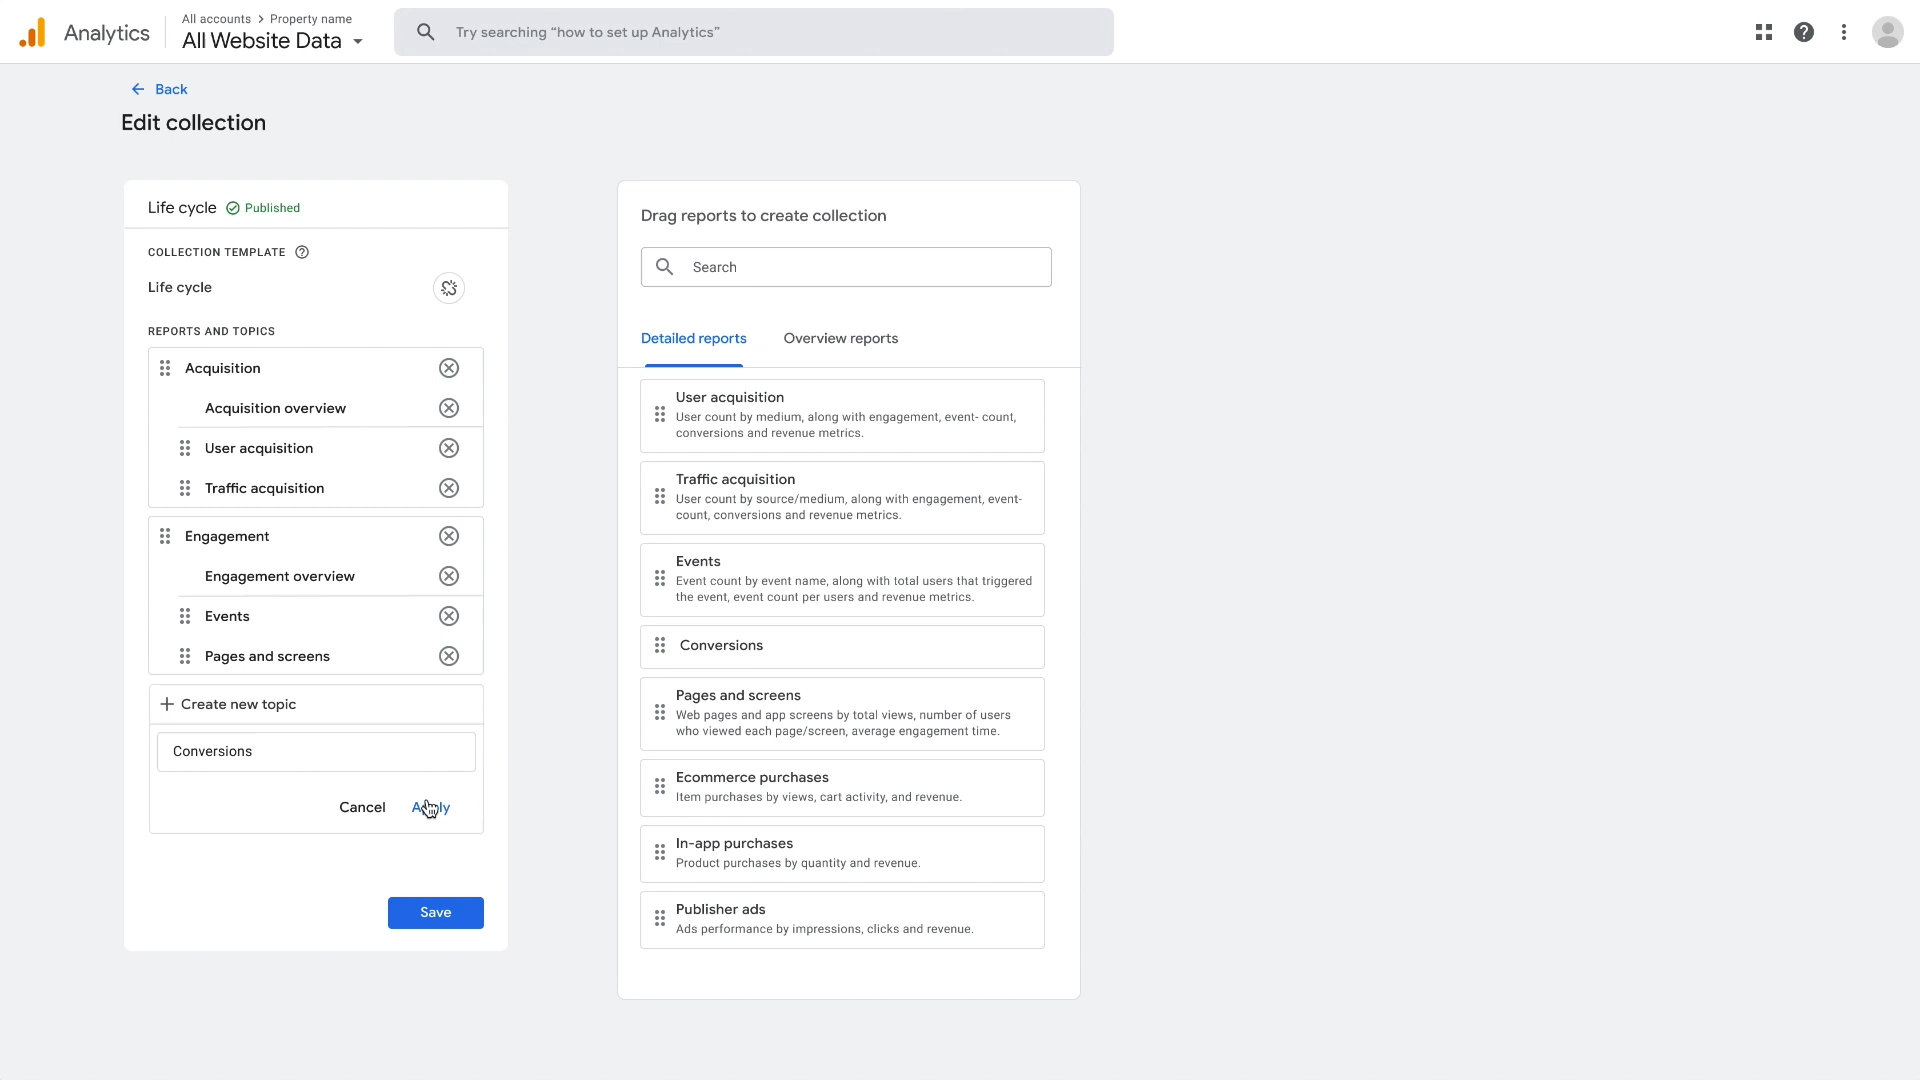 Analytics
All accounts > Property name
All Website Data
Try searching “how to set up Analytics”
Back
Edit collection
Life cycle Published
COLLECTION TEMPLATE
Life cycle
REPORTS AND TOPICS
Acquisition
Acquisition overview
User acquisition
Traffic acquisition
Engagement
Engagement overview
Events
Pages and screens
Create new topic
Conversions
Cancel Apply
Save
Drag reports to create collection
Search
Detailed reports Overview reports
User acquisition
User count by medium, along with engagement, event- count,
conversions and revenue metrics.
Traffic acquisition
User count by source/medium, along with engagement, event-
count, conversions and revenue metrics.
Events
Event count by event name, along with total users that triggered
the event, event count per users and revenue metrics.
Conversions
Pages and screens
Web pages and app screens by total views, number of users
who viewed each page/screen, average engagement time.
Ecommerce purchases
Item purchases by views, cart activity, and revenue.
In-app purchases
Product purchases by quantity and revenue.
Publisher ads
Ads performance by impressions, clicks and revenue.